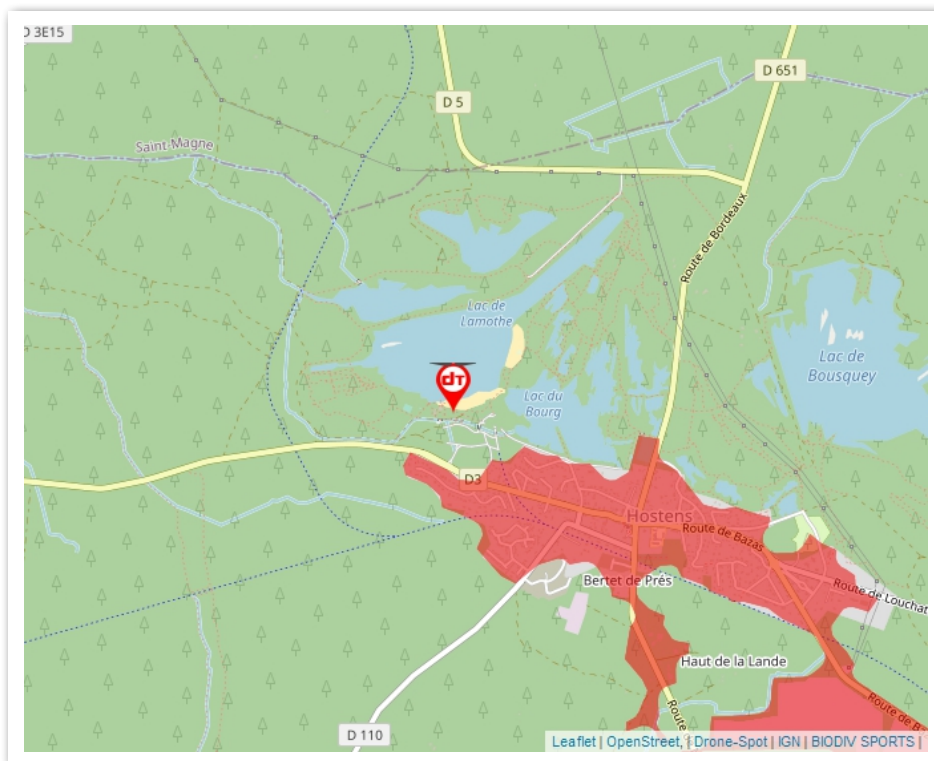 D 3E15
D 651
D 5
Saint-Magne
Route de Bordeaux
Lac de
Lamothe
Lac de
Bousquey
dT
Lac du
Bourg
D3
Hostens
Route de Bazas
Bertet de Prés
Route de Louchat
Haut de la Lande
D 110
Leaflet | OpenStreet, | Drone-Spot | IGN | BIODIV SPORTS |